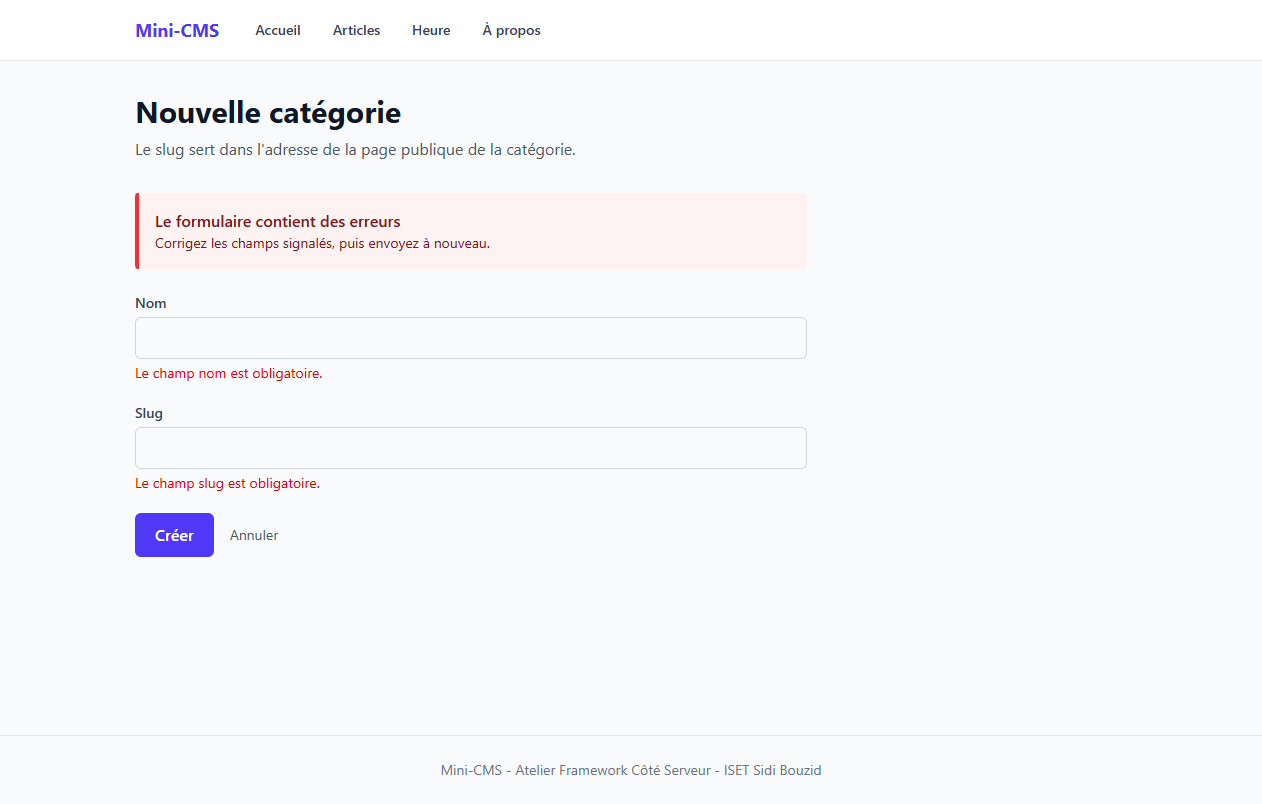 Mini-CMS Accueil Articles Heure À propos
Nouvelle catégorie
Le slug sert dans l'adresse de la page publique de la catégorie.
Le formulaire contient des erreurs
Corrigez les champs signalés, puis envoyez à nouveau.
Nom
Le champ nom est obligatoire.
Slug
Le champ slug est obligatoire.
Créer Annuler
Mini-CMS - Atelier Framework Côté Serveur - ISET Sidi Bouzid